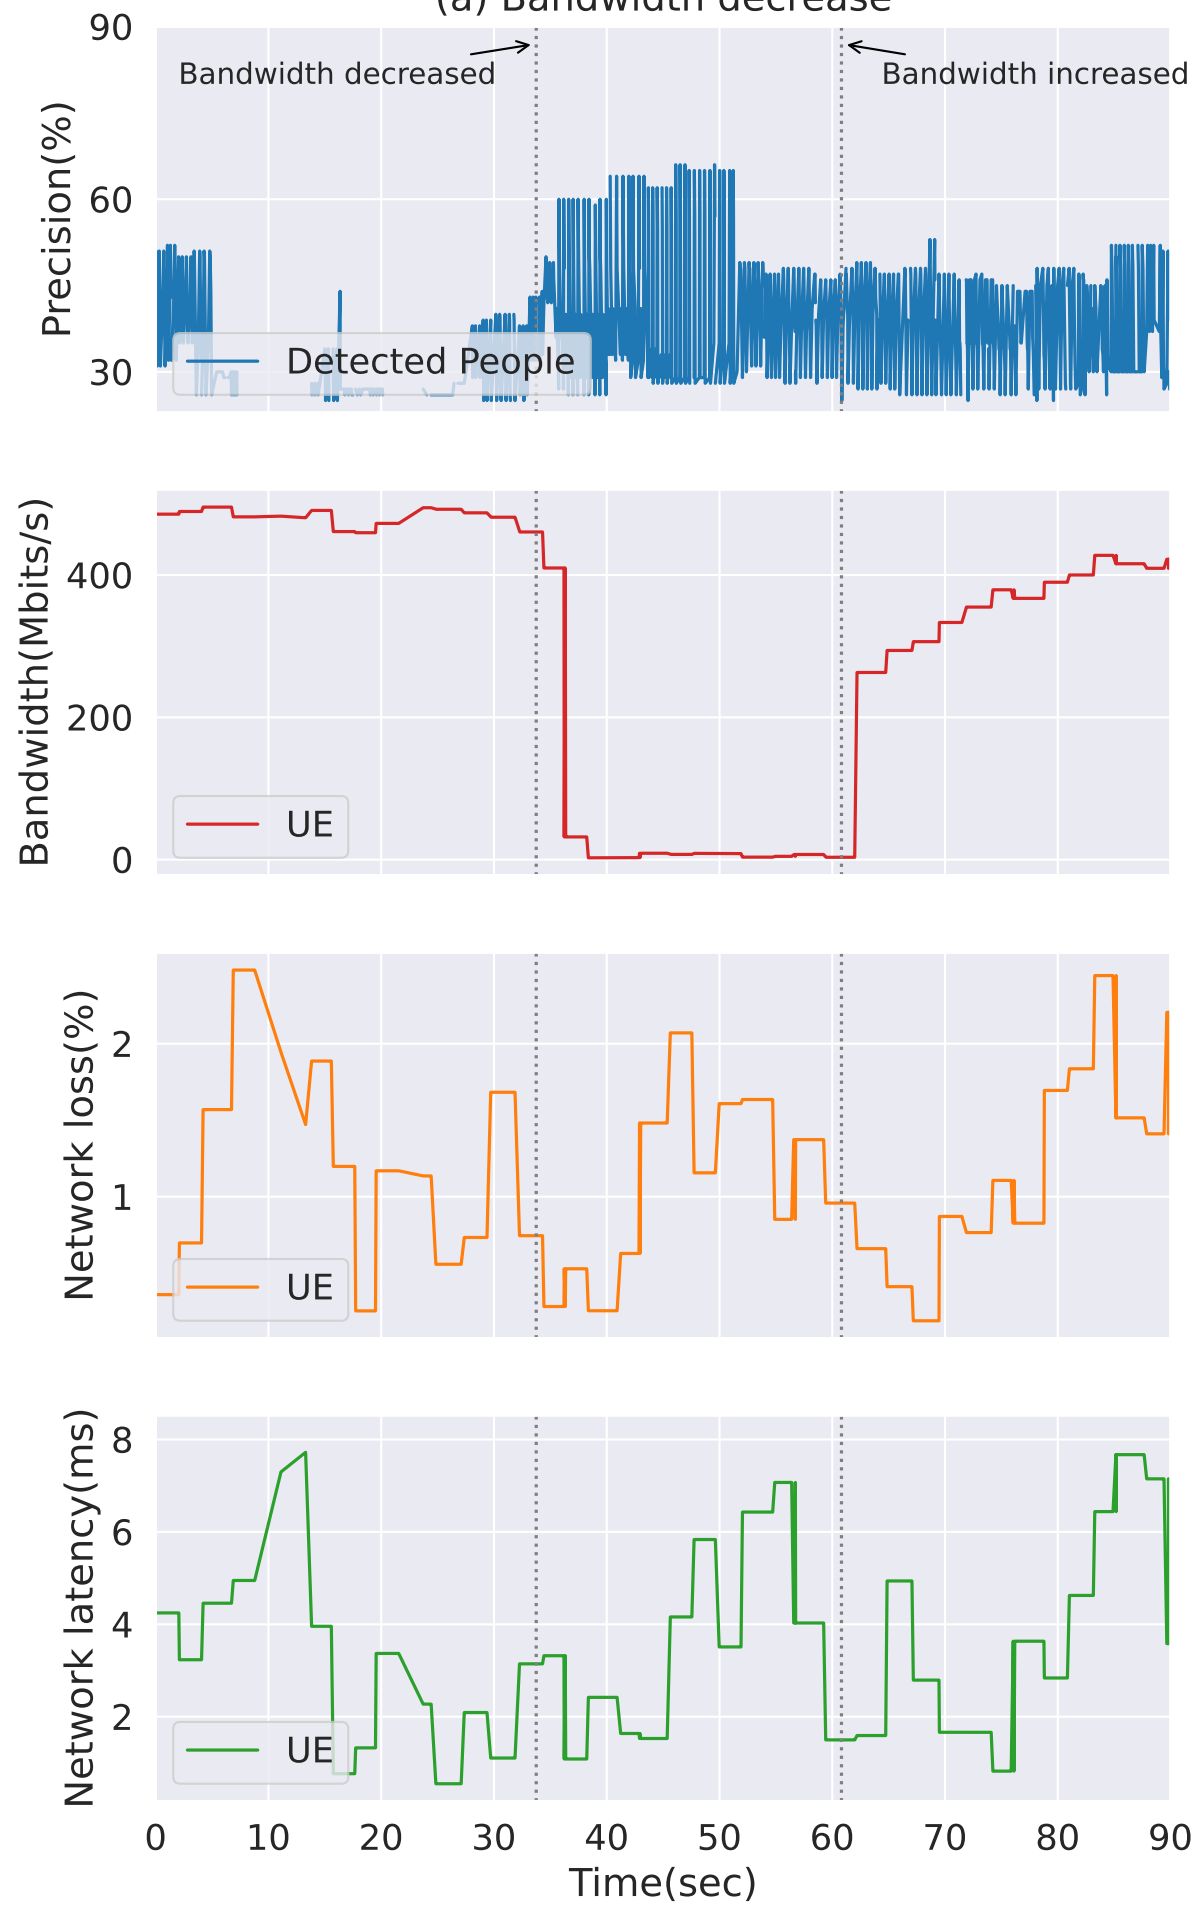 (a) Bandwidth decrease
Bandwidth decreased
Bandwidth increased
Precision(%)
90
60
30
Detected People
Bandwidth(Mbits/s)
400
200
0
UE
Network loss(%)
2
1
UE
Network latency(ms)
8
6
4
2
UE
0 10 20 30 40 50 60 70 80 90
Time(sec)